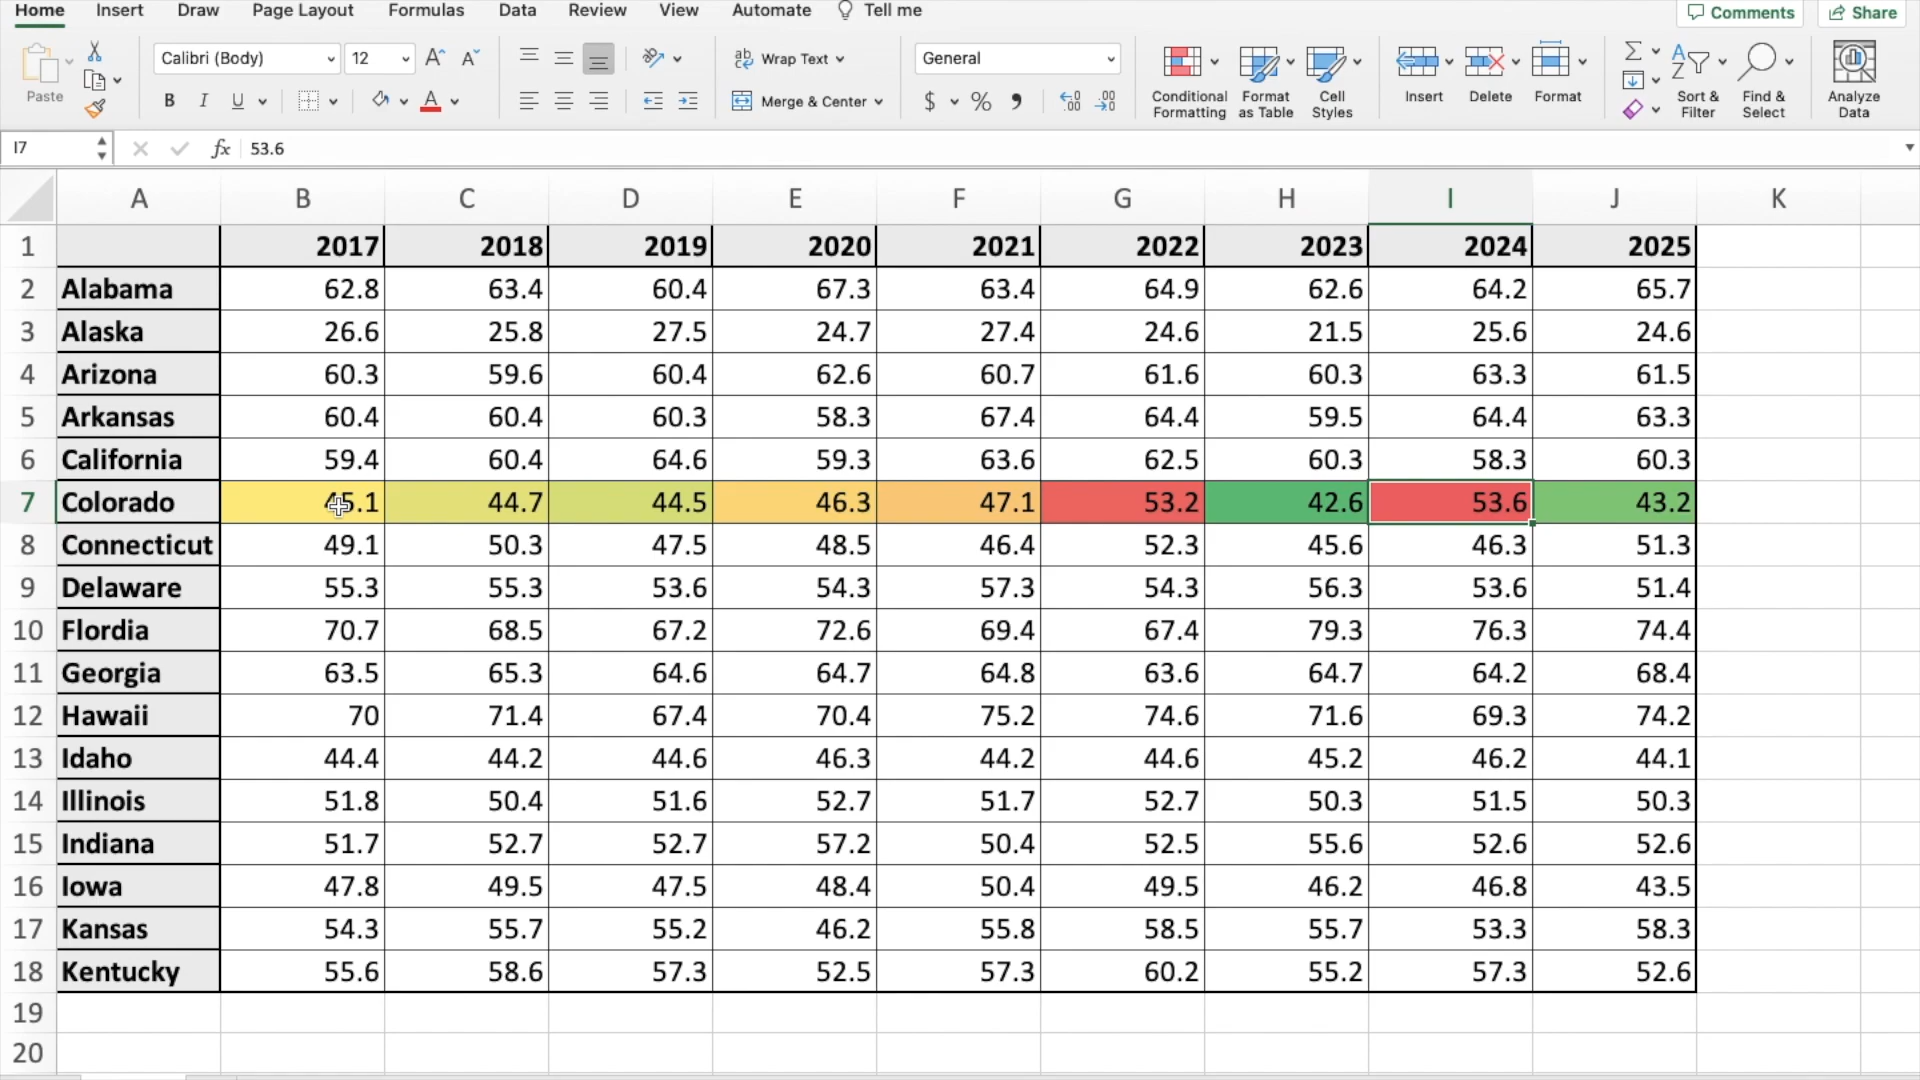 Home Insert Draw Page Layout Formulas Data Review View Automate Tell me Comments Share
Paste Calibri (Body) 12 A A ab Wrap Text General Conditional Formatting Format as Table Cell Styles Insert Delete Format Sort & Filter Find & Select Analyze Data
B I U A Merge & Center $ %
I7 fx 53.6
A B C D E F G H I J K
1 2017 2018 2019 2020 2021 2022 2023 2024 2025
2 Alabama 62.8 63.4 60.4 67.3 63.4 64.9 62.6 64.2 65.7
3 Alaska 26.6 25.8 27.5 24.7 27.4 24.6 21.5 25.6 24.6
4 Arizona 60.3 59.6 60.4 62.6 60.7 61.6 60.3 63.3 61.5
5 Arkansas 60.4 60.4 60.3 58.3 67.4 64.4 59.5 64.4 63.3
6 California 59.4 60.4 64.6 59.3 63.6 62.5 60.3 58.3 60.3
7 Colorado 45.1 44.7 44.5 46.3 47.1 53.2 42.6 53.6 43.2
8 Connecticut 49.1 50.3 47.5 48.5 46.4 52.3 45.6 46.3 51.3
9 Delaware 55.3 55.3 53.6 54.3 57.3 54.3 56.3 53.6 51.4
10 Flordia 70.7 68.5 67.2 72.6 69.4 67.4 79.3 76.3 74.4
11 Georgia 63.5 65.3 64.6 64.7 64.8 63.6 64.7 64.2 68.4
12 Hawaii 70 71.4 67.4 70.4 75.2 74.6 71.6 69.3 74.2
13 Idaho 44.4 44.2 44.6 46.3 44.2 44.6 45.2 46.2 44.1
14 Illinois 51.8 50.4 51.6 52.7 51.7 52.7 50.3 51.5 50.3
15 Indiana 51.7 52.7 52.7 57.2 50.4 52.5 55.6 52.6 52.6
16 Iowa 47.8 49.5 47.5 48.4 50.4 49.5 46.2 46.8 43.5
17 Kansas 54.3 55.7 55.2 46.2 55.8 58.5 55.7 53.3 58.3
18 Kentucky 55.6 58.6 57.3 52.5 57.3 60.2 55.2 57.3 52.6
19
20